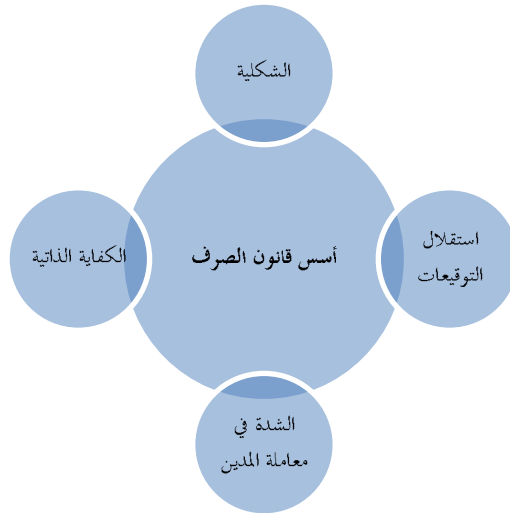 الشكلية
استقلال
التوقيعات
أسس قانون الصرف
الكفاية الذاتية
الشدة في
معاملة المدين